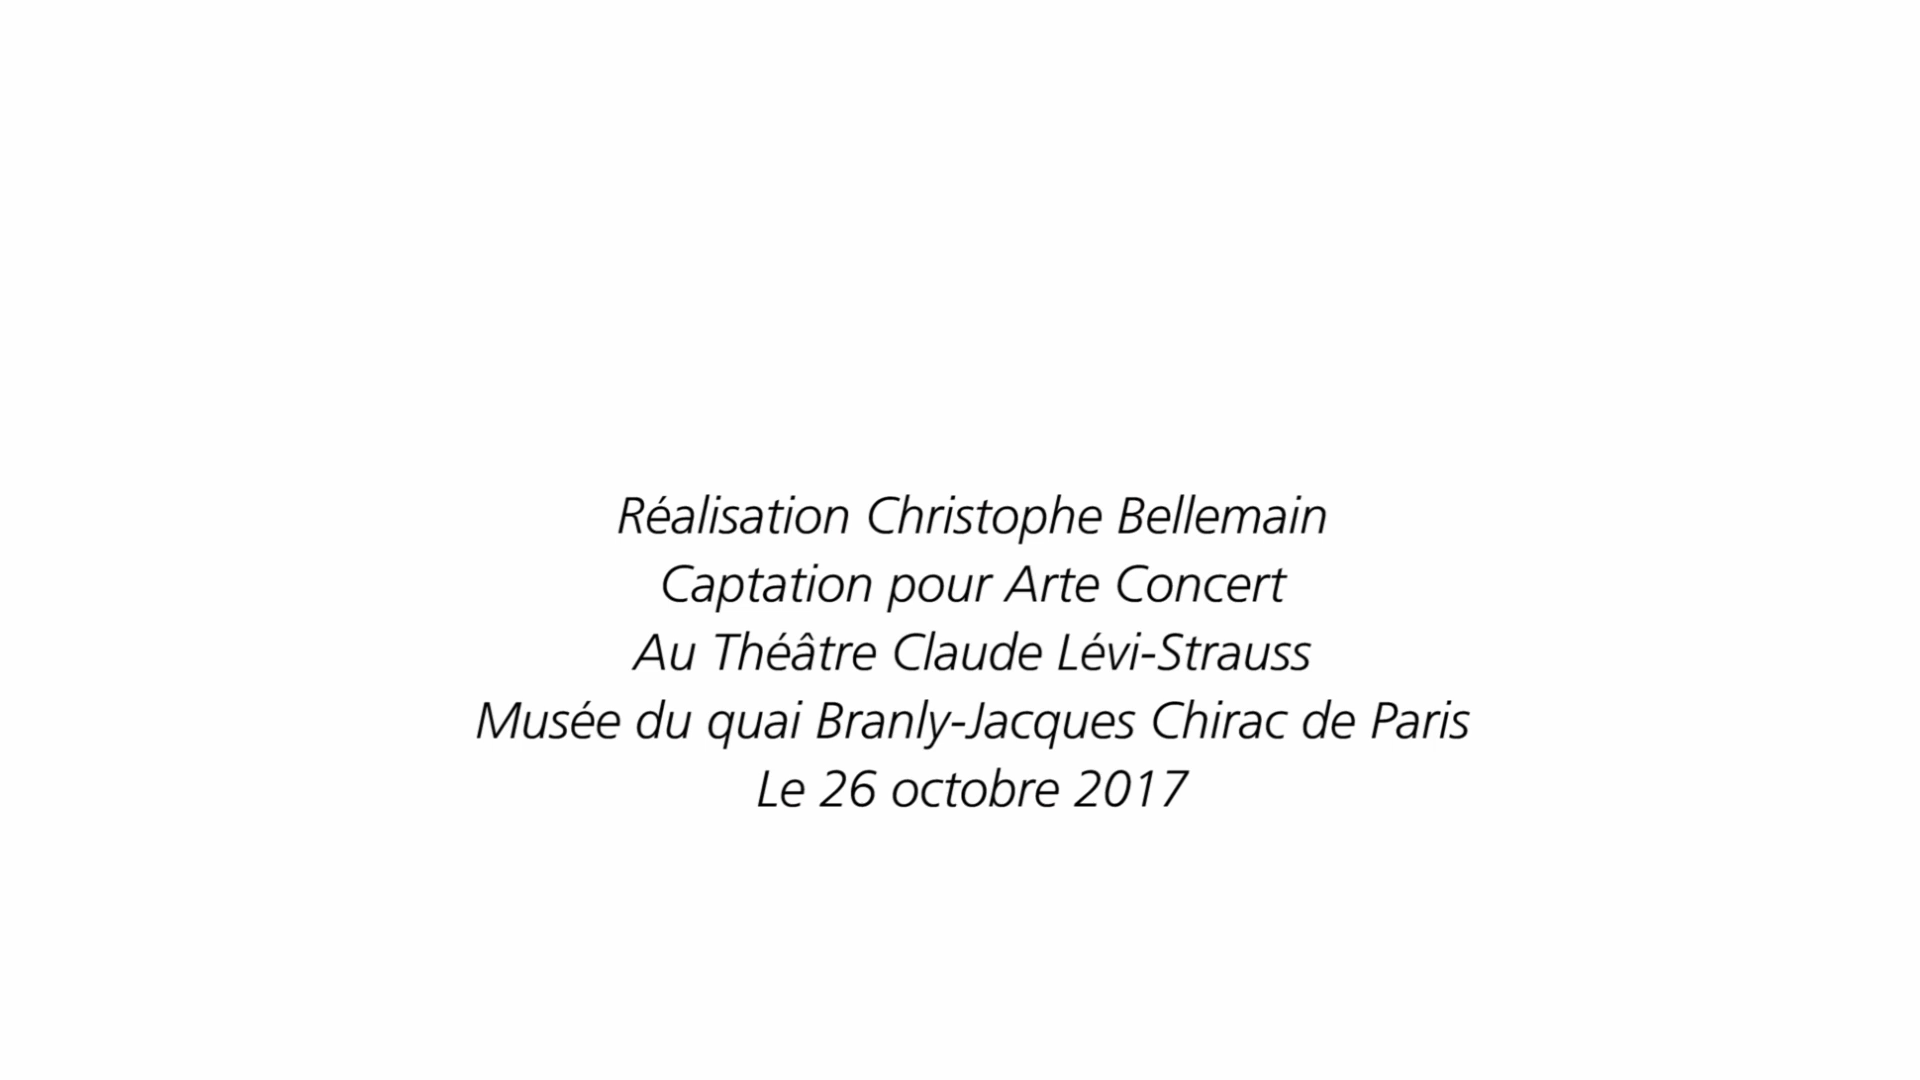 Réalisation Christophe Bellemain
Captation pour Arte Concert
Au Théâtre Claude Lévi-Strauss
Musée du quai Branly-Jacques Chirac de Paris
Le 26 octobre 2017